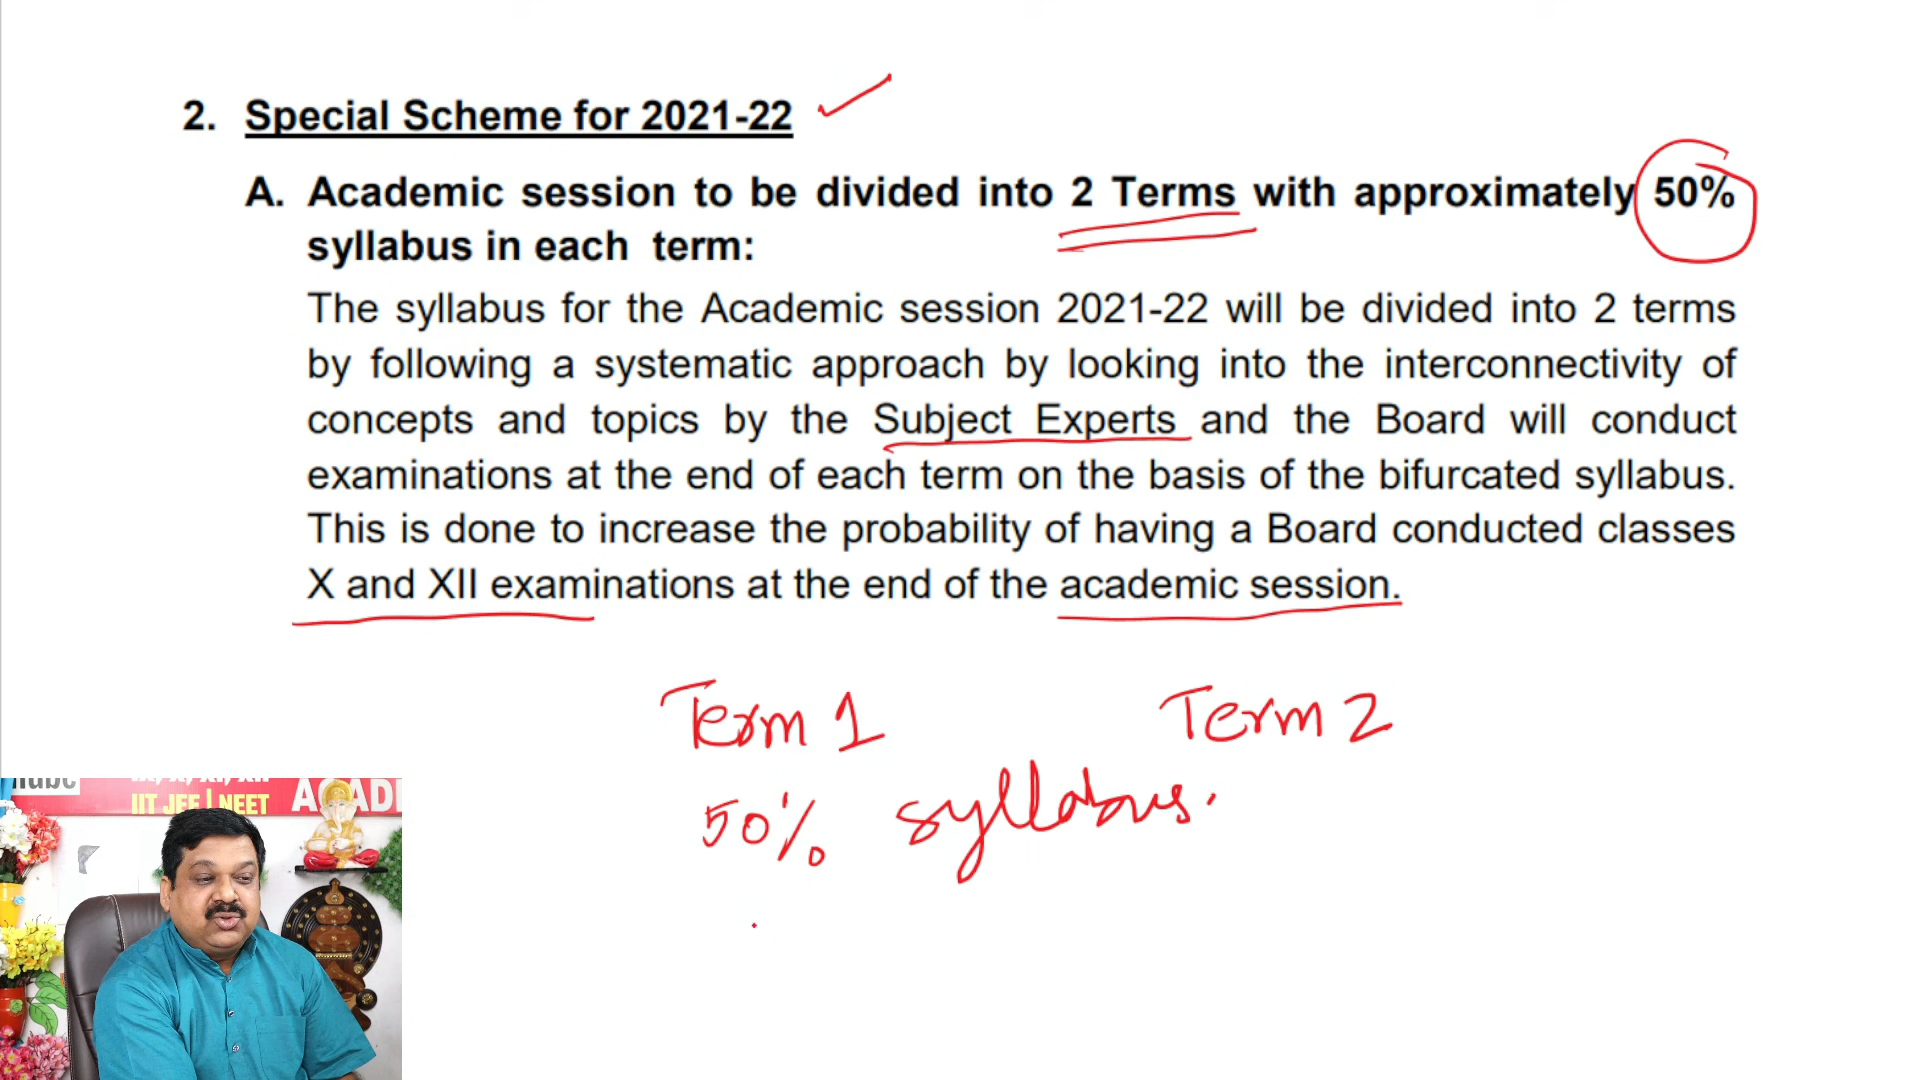 2. Special Scheme for 2021-22
A. Academic session to be divided into 2 Terms with approximately 50%
syllabus in each term:
The syllabus for the Academic session 2021-22 will be divided into 2 terms
by following a systematic approach by looking into the interconnectivity of
concepts and topics by the Subject Experts and the Board will conduct
examinations at the end of each term on the basis of the bifurcated syllabus.
This is done to increase the probability of having a Board conducted classes
X and XII examinations at the end of the academic session.
Term 1 Term 2
50% syllabus.
IIT JEE | NEET